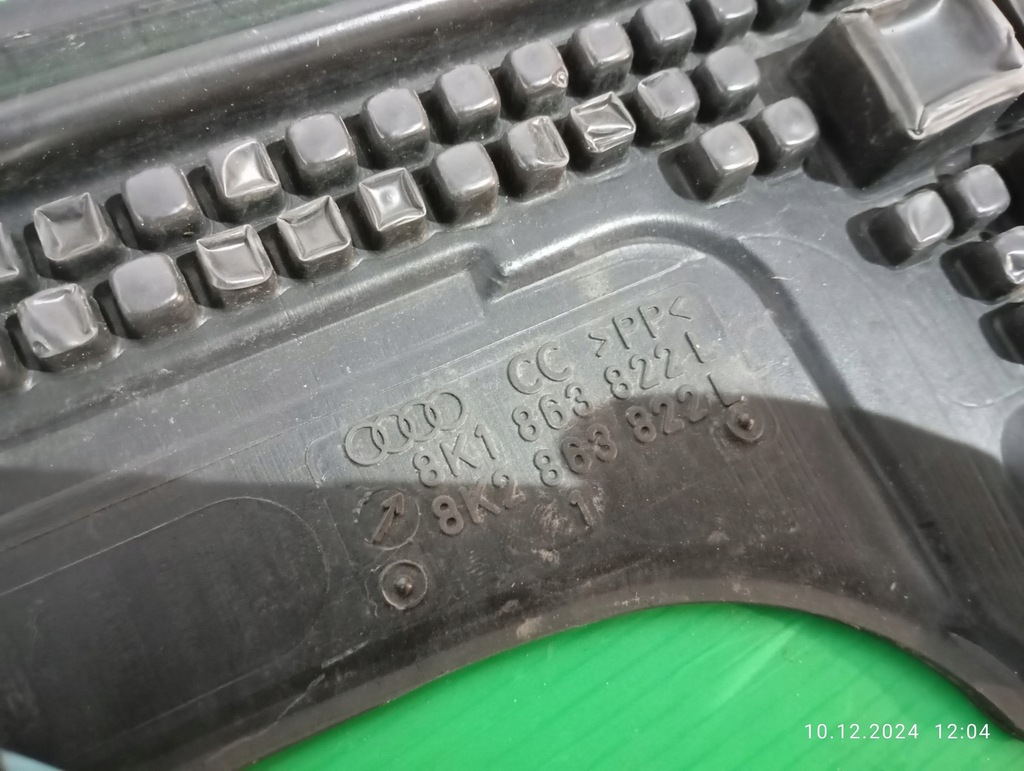 CC >PP<
8K1 863 822 I
8K2 863 822 L
1
10.12.2024 12:04